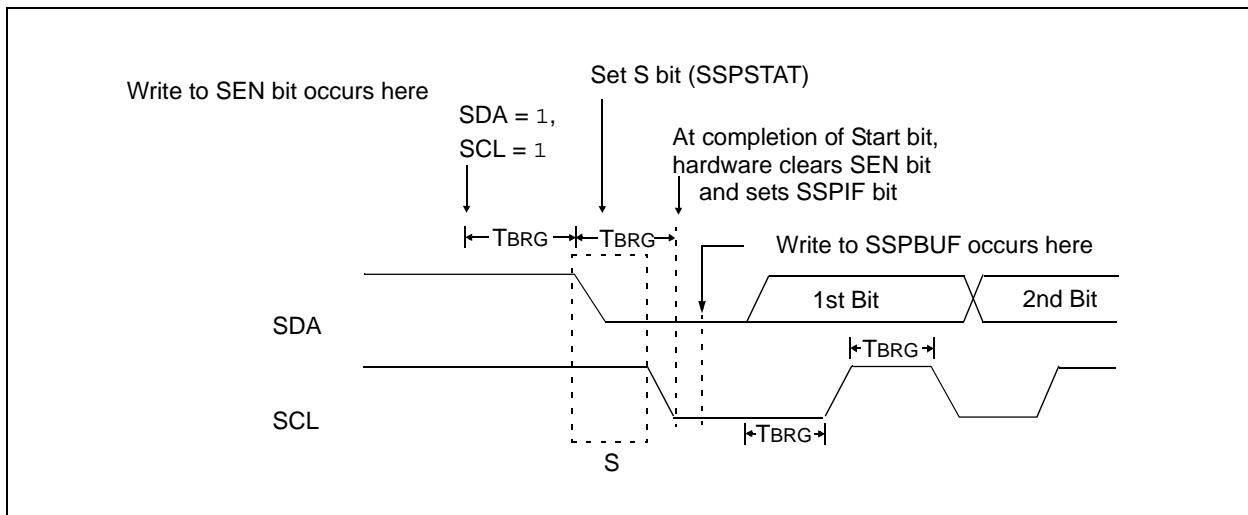 Write to SEN bit occurs here
Set S bit (SSPSTAT)
SDA = 1,
SCL = 1
At completion of Start bit,
hardware clears SEN bit
and sets SSPIF bit
TBRG
TBRG
Write to SSPBUF occurs here
1st Bit
2nd Bit
SDA
TBRG
SCL
TBRG
S